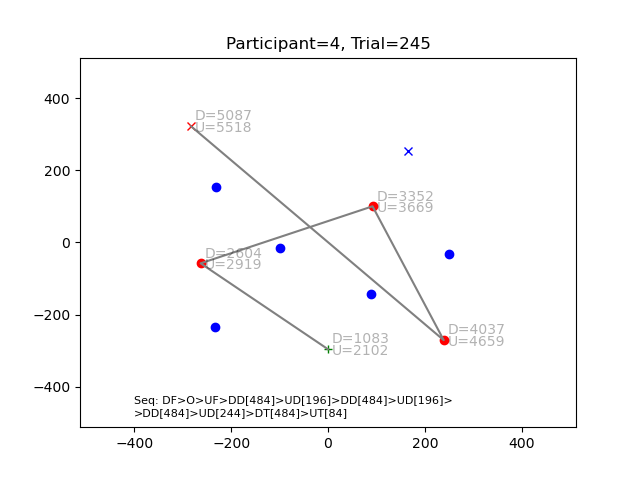 Participant=4, Trial=245
D=5087
U=5518
D=3352
U=3669
D=2604
U=2919
D=4037
U=4659
D=1083
U=2102
Seq: DF>O>UF>DD[484]>UD[196]>DD[484]>UD[196]>
>DD[484]>UD[244]>DT[484]>UT[84]
400
200
0
−200
−400
−400
−200
0
200
400